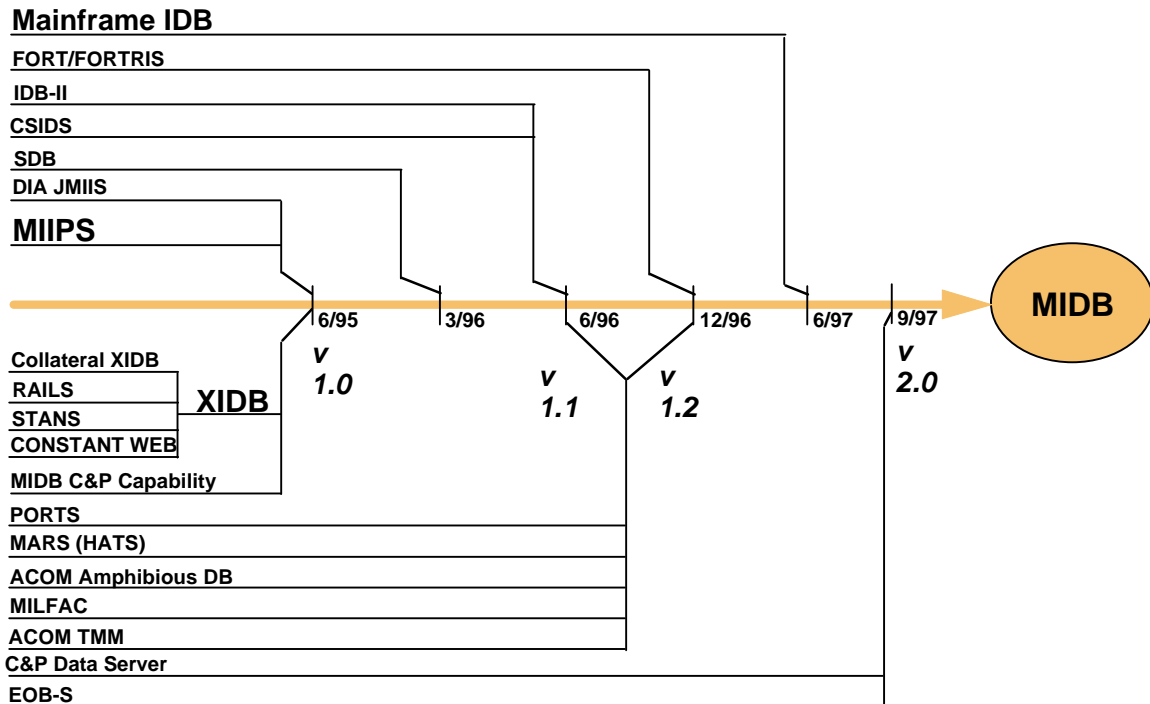 Mainframe IDB
FORT/FORTRIS
IDB-II
CSIDS
SDB
DIA JMIIS
MIIPS
MIDB
6/95
3/96
6/96
12/96
6/97
9/97
v
1.0
v
1.1
v
1.2
v
2.0
Collateral XIDB
RAILS
XIDB
STANS
CONSTANT WEB
MIDB C&P Capability
PORTS
MARS (HATS)
ACOM Amphibious DB
MILFAC
ACOM TMM
C&P Data Server
EOB-S